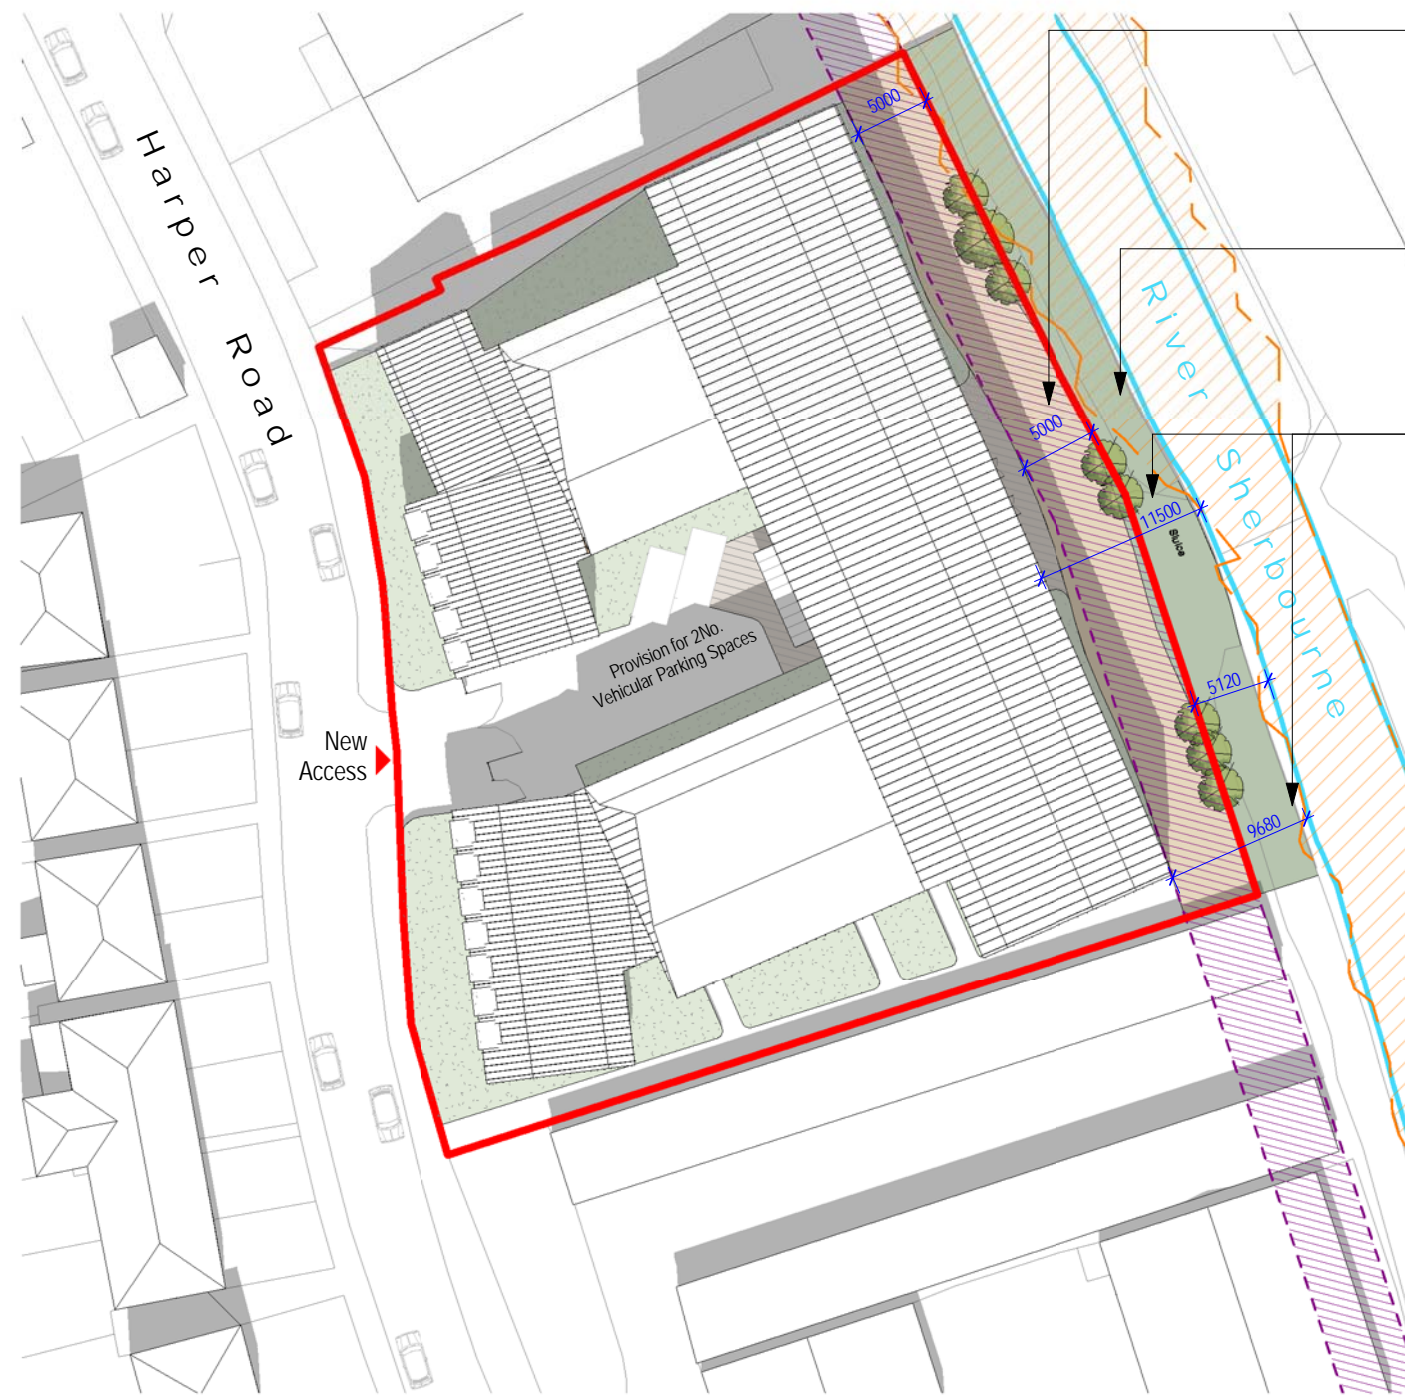 Harper Road
5000
River Sherbourne
5000
11500
Sluice
Provision for 2No.
Vehicular Parking Spaces
5120
New
Access
9680